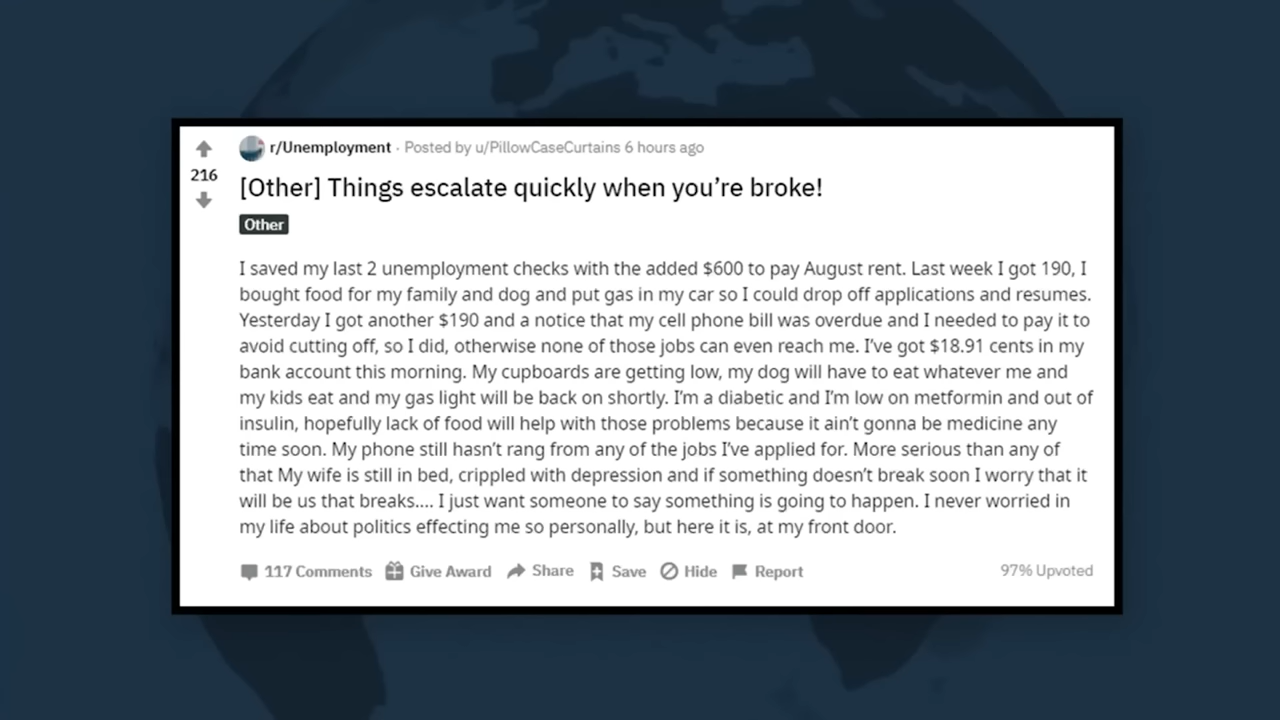 r/Unemployment · Posted by u/PillowCaseCurtains 6 hours ago
216
[Other] Things escalate quickly when you’re broke!
Other
I saved my last 2 unemployment checks with the added $600 to pay August rent. Last week I got 190, I
bought food for my family and dog and put gas in my car so I could drop off applications and resumes.
Yesterday I got another $190 and a notice that my cell phone bill was overdue and I needed to pay it to
avoid cutting off, so I did, otherwise none of those jobs can even reach me. I’ve got $18.91 cents in my
bank account this morning. My cupboards are getting low, my dog will have to eat whatever me and
my kids eat and my gas light will be back on shortly. I’m a diabetic and I’m low on metformin and out of
insulin, hopefully lack of food will help with those problems because it ain’t gonna be medicine any
time soon. My phone still hasn’t rang from any of the jobs I’ve applied for. More serious than any of
that My wife is still in bed, crippled with depression and if something doesn’t break soon I worry that it
will be us that breaks.... I just want someone to say something is going to happen. I never worried in
my life about politics effecting me so personally, but here it is, at my front door.
117 Comments Give Award Share Save Hide Report 97% Upvoted